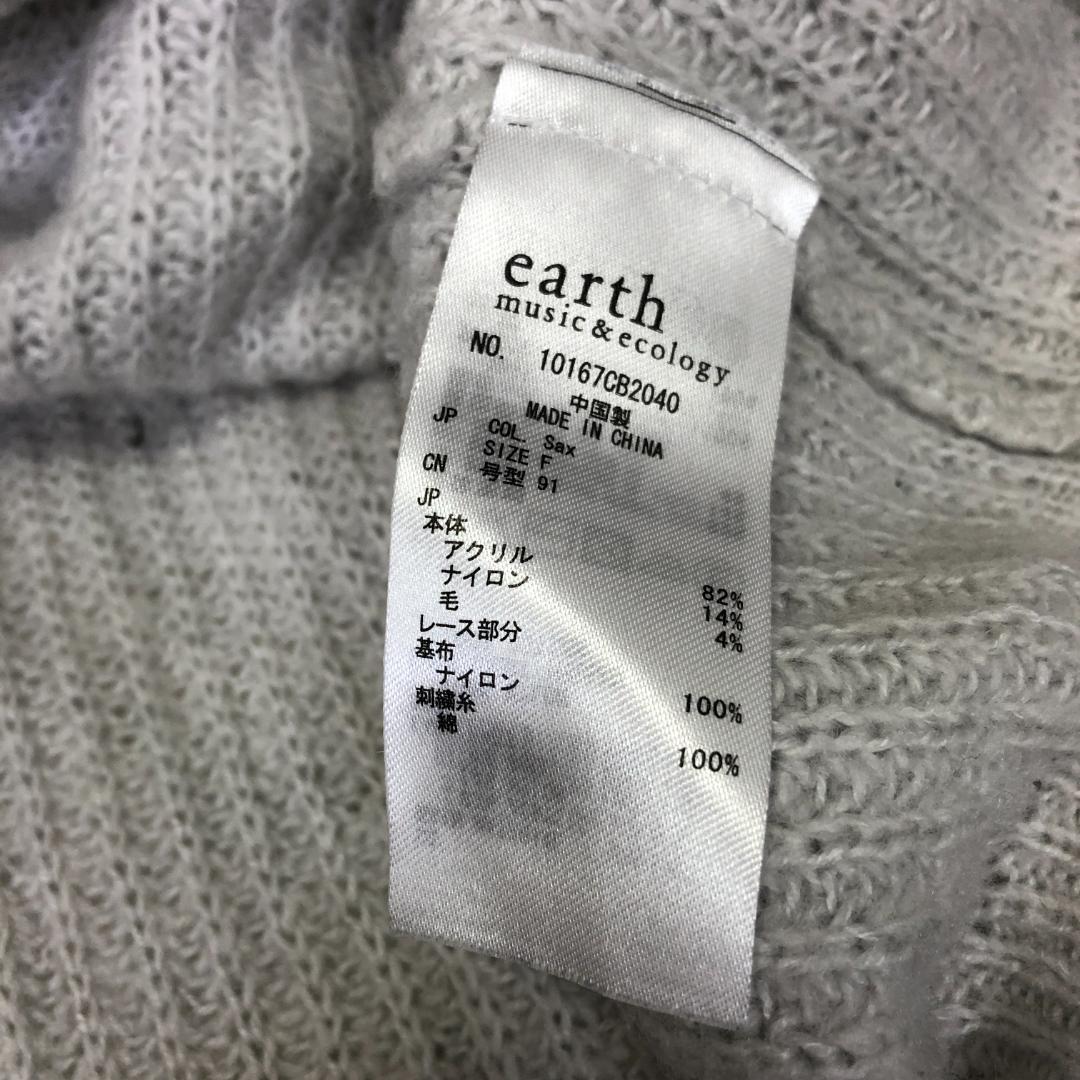 earth
music&ecology
NO. 10167CB2040
中国製
MADE IN CHINA
JP COL. Sax
SIZE F
CN 号型 91
JP
本体
アクリル 82%
ナイロン 14%
毛 4%
レース部分
基布
ナイロン 100%
刺繍糸
綿 100%